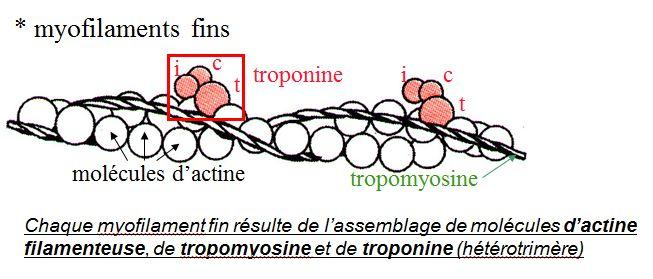 * myofilaments fins
i c t troponine
i c t
molécules d’actine
tropomyosine
Chaque myofilament fin résulte de l’assemblage de molécules d’actine
filamenteuse, de tropomyosine et de troponine (hétérotrimère)